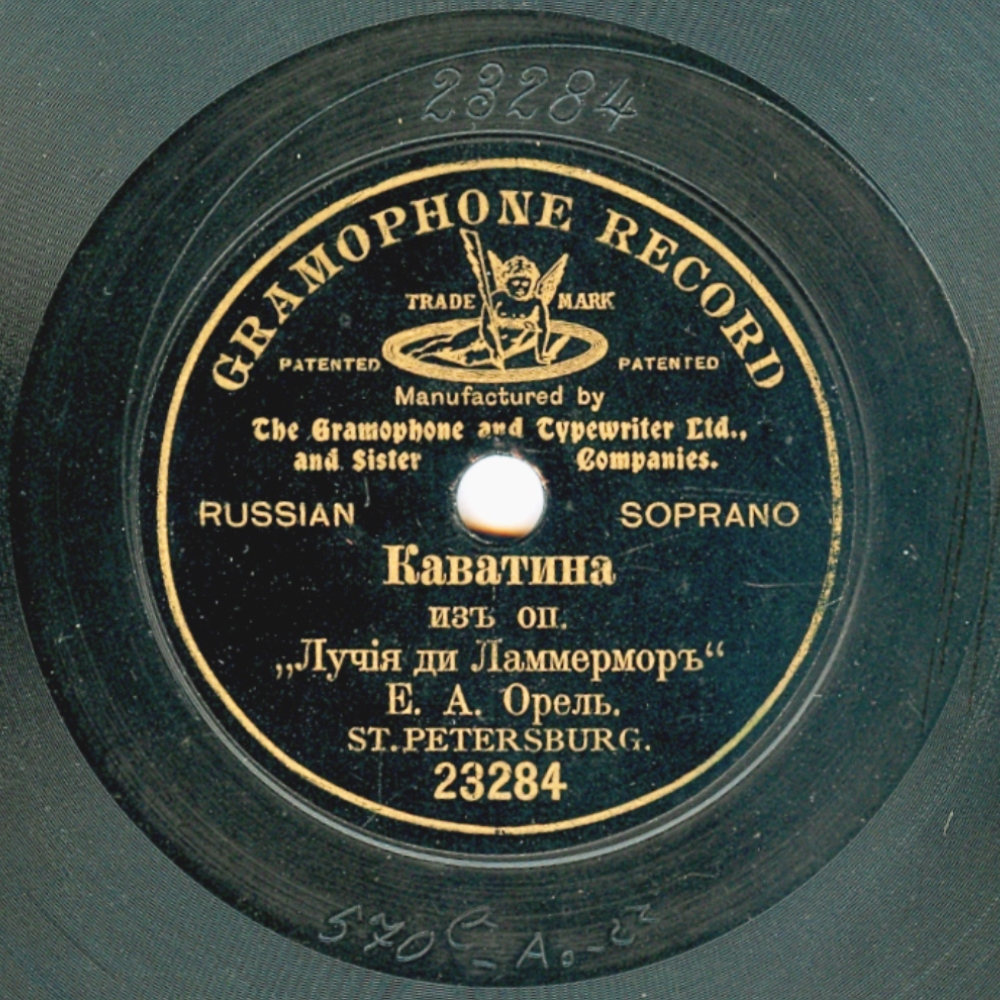 23284
GRAMOPHONE RECORD
TRADE MARK
PATENTED PATENTED
Manufactured by
The Gramophone and Typewriter Ltd.,
and Sister Companies.
RUSSIAN SOPRANO
Каватина
изъ оп.
„Лучія ди Ламмерморъ“
Е. А. Орель.
ST. PETERSBURG.
23284
570